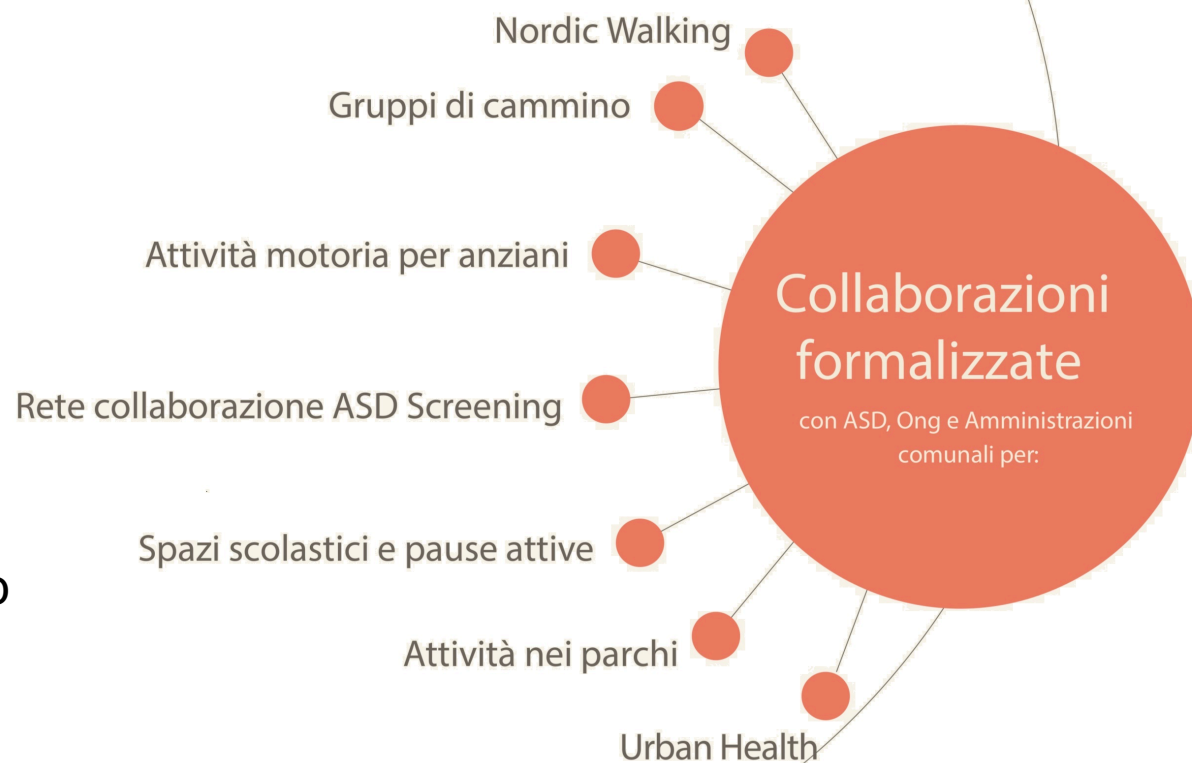 Nordic Walking
Gruppi di cammino
Attività motoria per anziani
Rete collaborazione ASD Screening
Spazi scolastici e pause attive
o
Attività nei parchi
Urban Health
Collaborazioni
formalizzate
con ASD, Ong e Amministrazioni
comunali per: